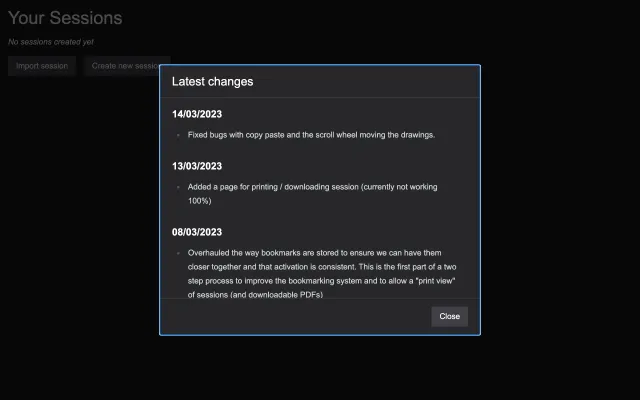 Your Sessions
No sessions created yet
Import session
Create new session
Latest changes
14/03/2023
Fixed bugs with copy paste and the scroll wheel moving the drawings.
13/03/2023
Added a page for printing / downloading session (currently not working
100%)
08/03/2023
Overhauled the way bookmarks are stored to ensure we can have them
closer together and that activation is consistent. This is the first part of a two
step process to improve the bookmarking system and to allow a "print view"
of sessions (and downloadable PDFs)
Close